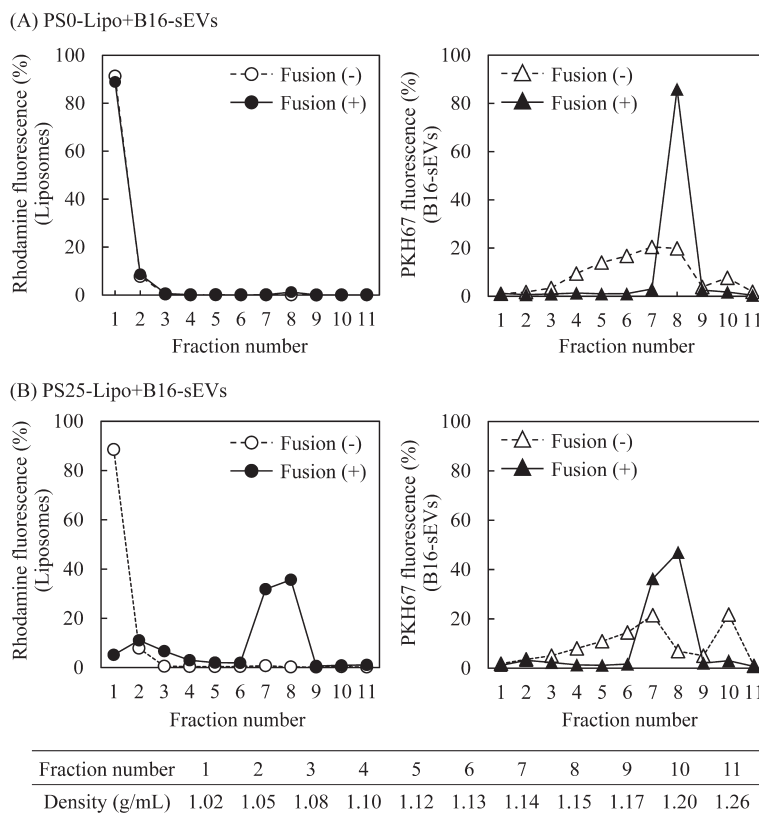 (A) PS0-Lipo+B16-sEVs
Rhodamine fluorescence (%)
(Liposomes)
100
80
60
40
20
0
Fusion (-)
Fusion (+)
1 2 3 4 5 6 7 8 9 10 11
Fraction number
PKH67 fluorescence (%)
(B16-sEVs)
100
80
60
40
20
0
Fusion (-)
Fusion (+)
1 2 3 4 5 6 7 8 9 10 11
Fraction number
(B) PS25-Lipo+B16-sEVs
Rhodamine fluorescence (%)
(Liposomes)
100
80
60
40
20
0
Fusion (-)
Fusion (+)
1 2 3 4 5 6 7 8 9 10 11
Fraction number
PKH67 fluorescence (%)
(B16-sEVs)
100
80
60
40
20
0
Fusion (-)
Fusion (+)
1 2 3 4 5 6 7 8 9 10 11
Fraction number
Fraction number 1 2 3 4 5 6 7 8 9 10 11
Density (g/mL) 1.02 1.05 1.08 1.10 1.12 1.13 1.14 1.15 1.17 1.20 1.26